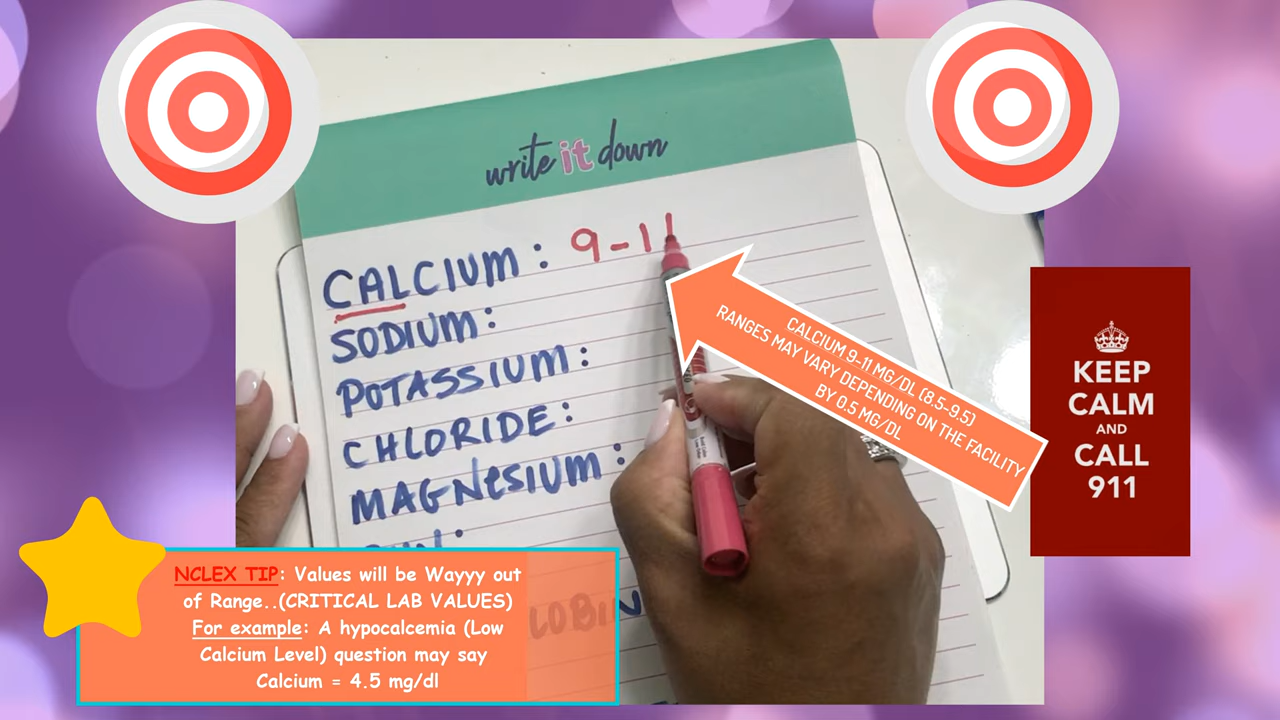 write it down
CALCIUM: 9-11
SODIUM:
POTASSIUM:
CHLORIDE:
MAGNesIUM:
CALCIUM 9-11 MG/DL (8.5-9.5)
RANGES MAY VARY DEPENDING ON THE FACILITY
BY 0.5 MG/DL
KEEP
CALM
AND
CALL
911
NCLEX TIP: Values will be Wayyy out
of Range..(CRITICAL LAB VALUES)
For example: A hypocalcemia (Low
Calcium Level) question may say
Calcium = 4.5 mg/dl